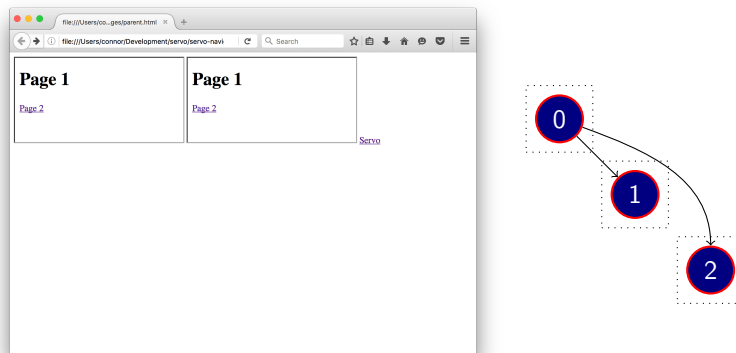 file:///Users/co...ges/parent.html × +
file:///Users/connor/Development/servo/servo-navi
Search
Page 1
Page 2
Page 1
Page 2
Servo
0
1
2